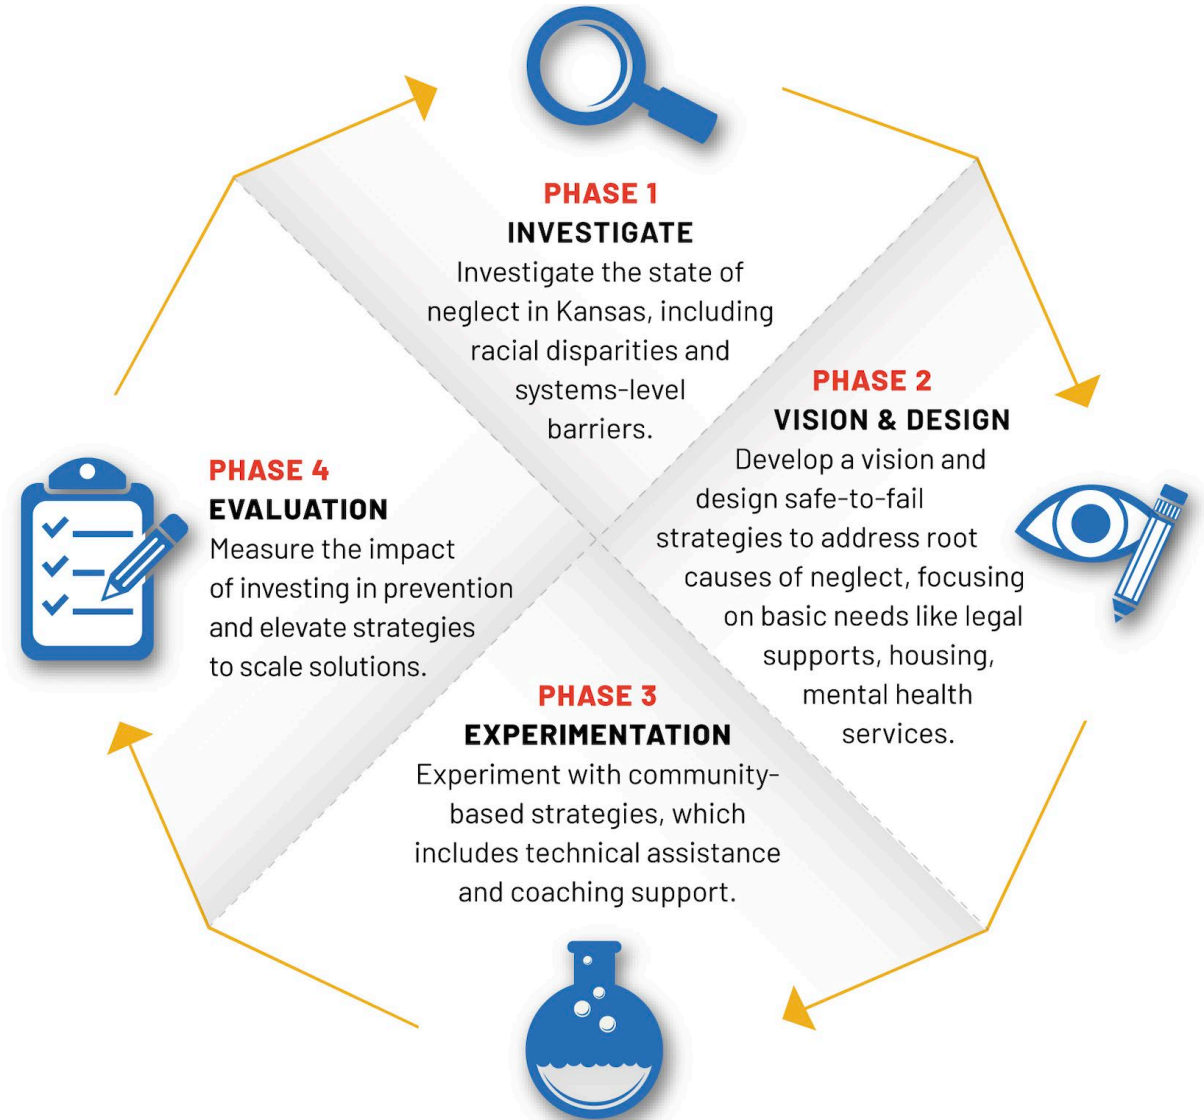 PHASE 1
INVESTIGATE
Investigate the state of
neglect in Kansas, including
racial disparities and
systems-level
barriers.
PHASE 2
VISION & DESIGN
Develop a vision and
design safe-to-fail
strategies to address root
causes of neglect, focusing
on basic needs like legal
supports, housing,
mental health
services.
PHASE 3
EXPERIMENTATION
Experiment with community-
based strategies, which
includes technical assistance
and coaching support.
PHASE 4
EVALUATION
Measure the impact
of investing in prevention
and elevate strategies
to scale solutions.